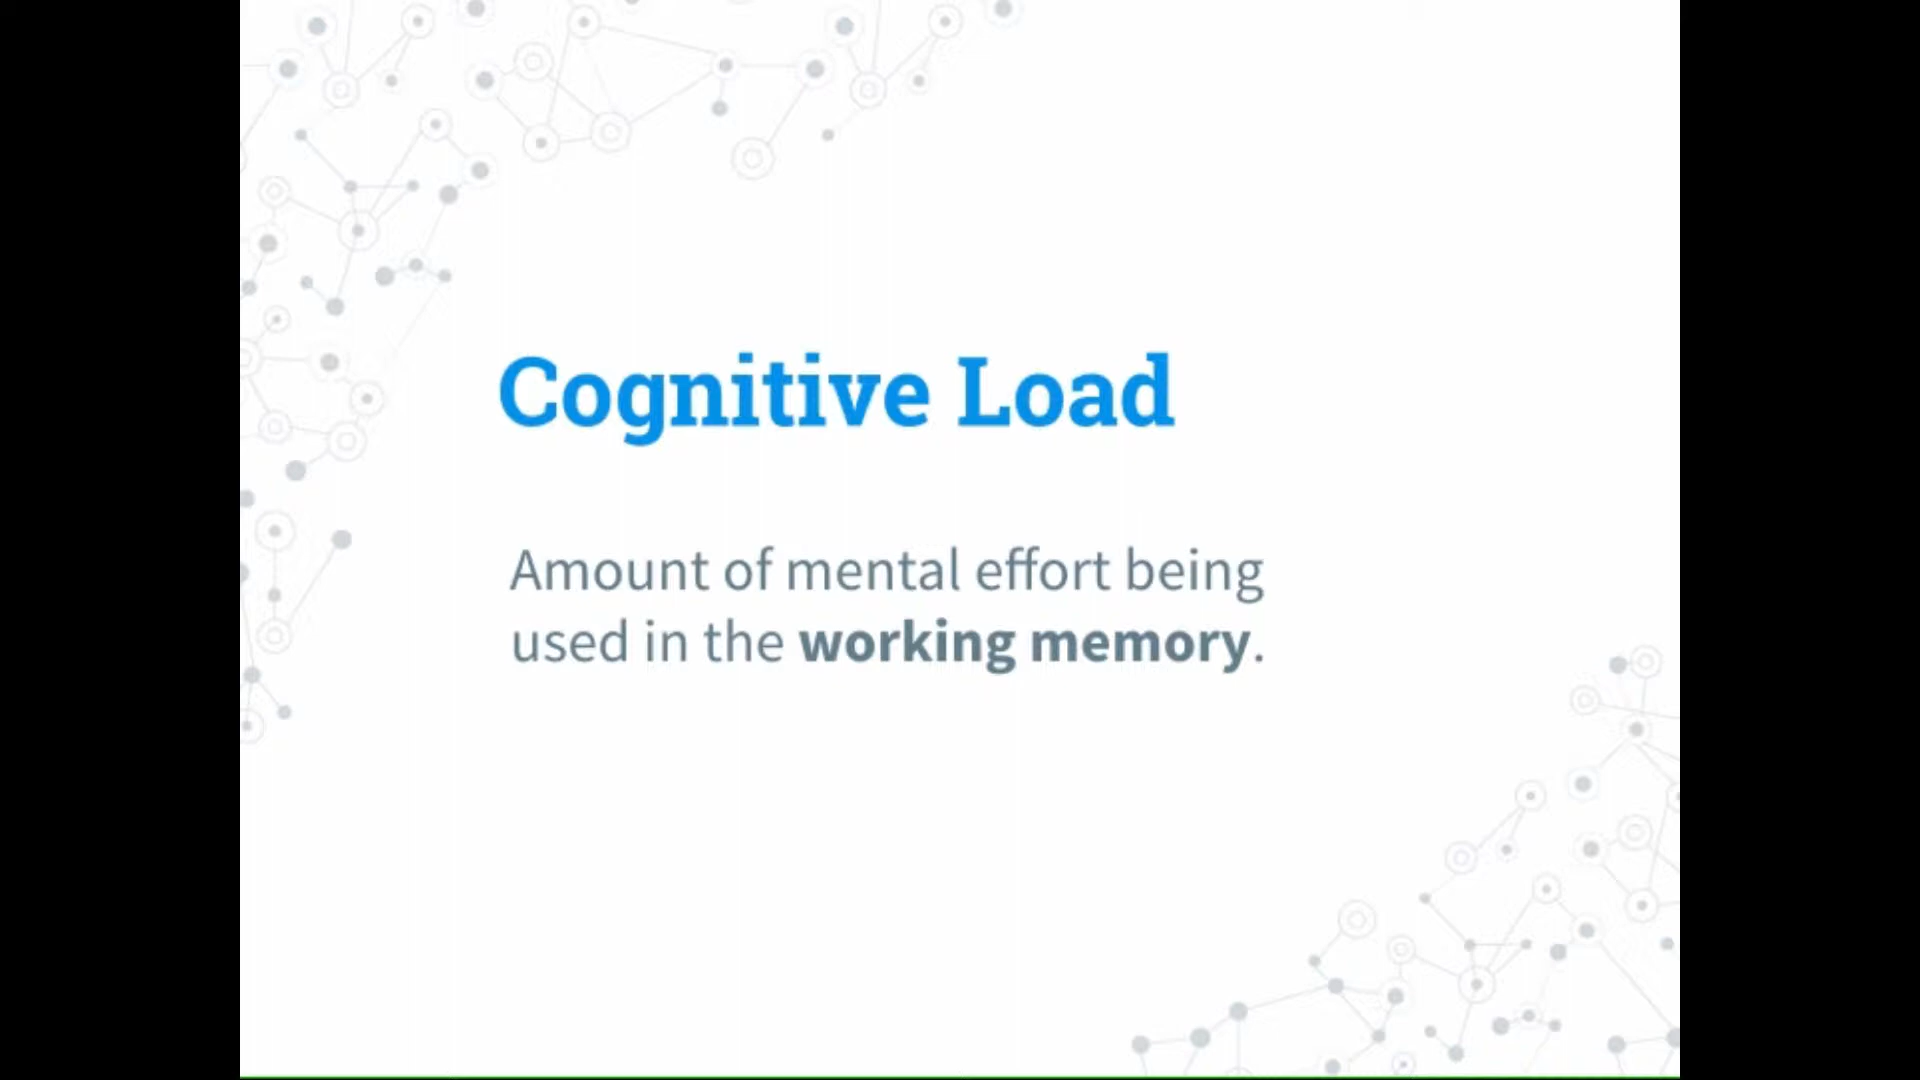 Cognitive Load
Amount of mental effort being
used in the working memory.